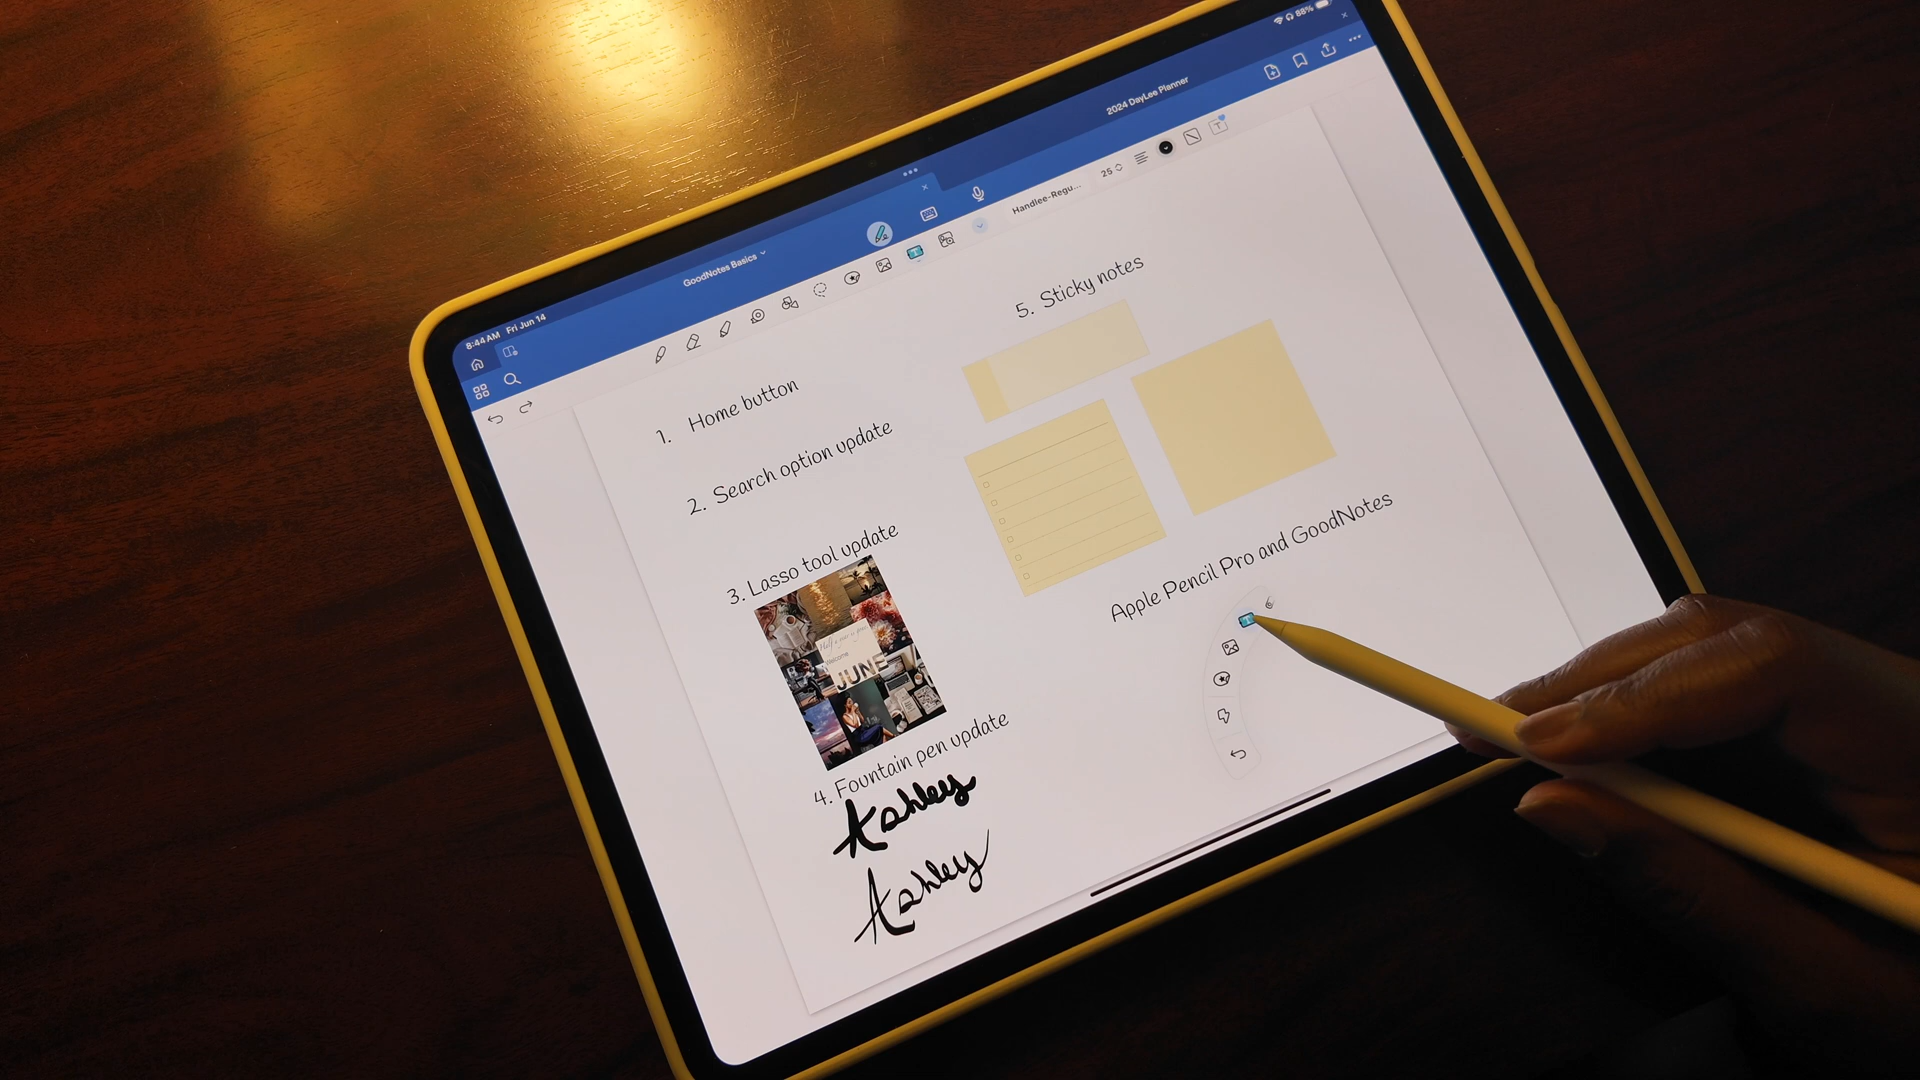 8:44 AM Fri Jun 14
88%
GoodNotes Basics
2024 DayLee Planner
Handlee-Regu...
25
1. Home button
2. Search option update
3. Lasso tool update
Welcome
JUNE
4. Fountain pen update
Ashley
Ashley
5. Sticky notes
Apple Pencil Pro and GoodNotes